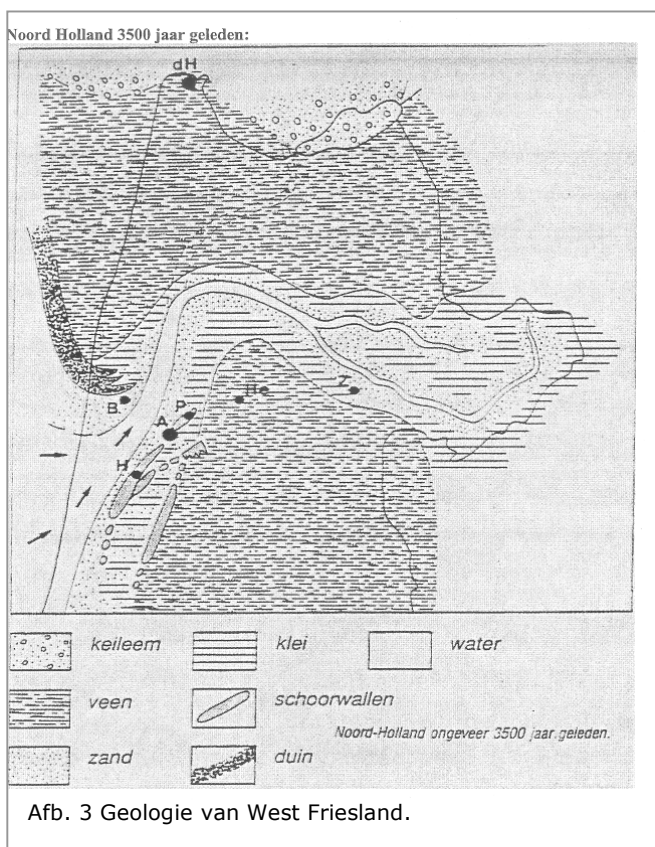 Noord Holland 3500 jaar geleden:
dH
B
P
A
He
Z
H
keileem
klei
water
veen
schoorwallen
Noord-Holland ongeveer 3500 jaar geleden.
zand
duin
Afb. 3 Geologie van West Friesland.